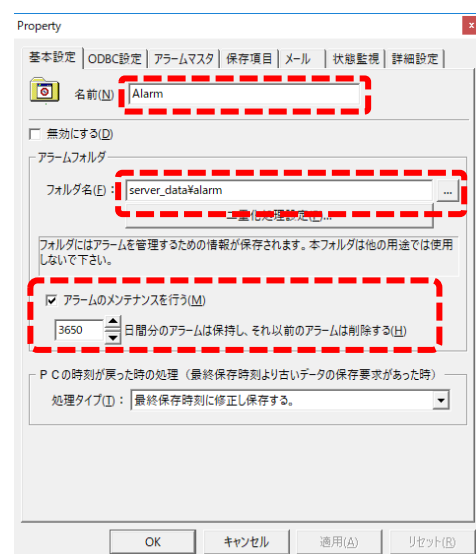 Property x
基本設定 ODBC設定 アラームマスタ 保存項目 メール 状態監視 詳細設定
名前(N) Alarm
無効にする(D)
アラームフォルダ
フォルダ名(F)： server_data¥alarm ...
二重化処理設定(P)...
フォルダにはアラームを管理するための情報が保存されます。本フォルダは他の用途では使用
しないで下さい。
アラームのメンテナンスを行う(M)
3650 日間分のアラームは保持し、それ以前のアラームは削除する(H)
ＰＣの時刻が戻った時の処理（最終保存時刻より古いデータの保存要求があった時）
処理タイプ(T)： 最終保存時刻に修正し保存する。
OK キャンセル 適用(A) リセット(R)